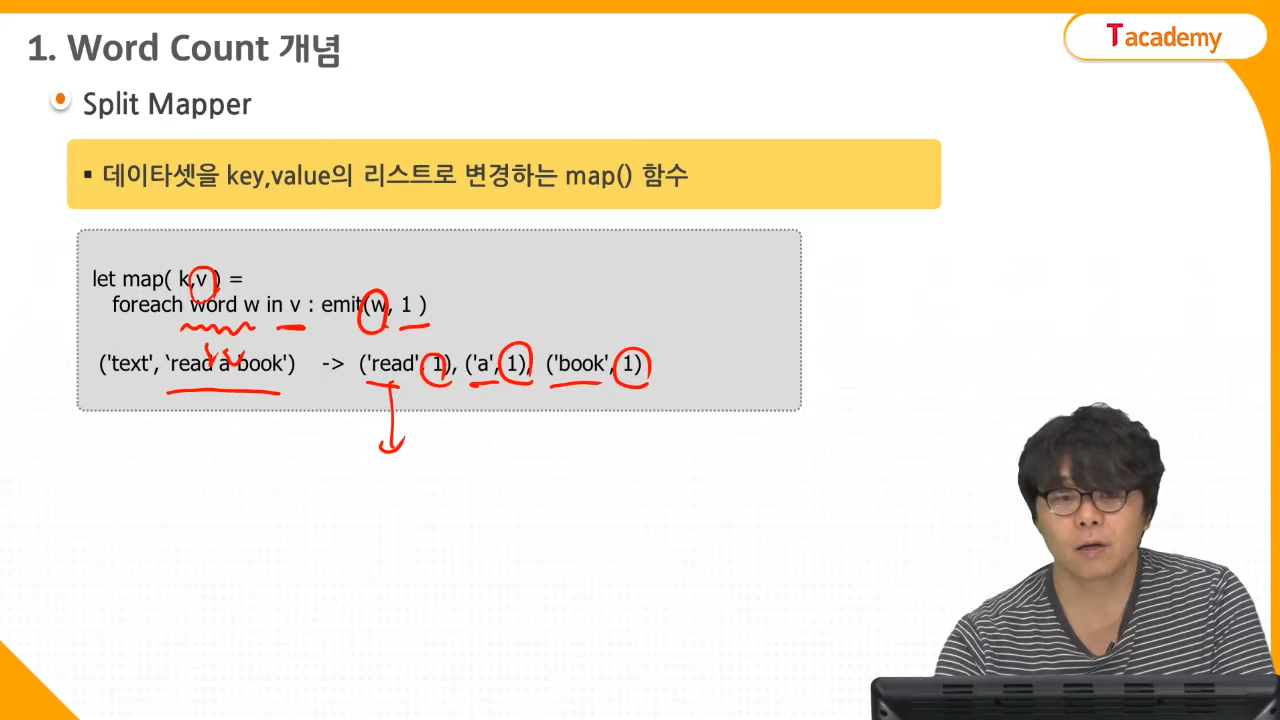 1. Word Count 개념
Tacademy
Split Mapper
▪ 데이타셋을 key,value의 리스트로 변경하는 map() 함수
let map( k,v ) =
foreach word w in v : emit(w, 1 )
('text', ‘read a book') -> ('read', 1), ('a', 1), ('book', 1)